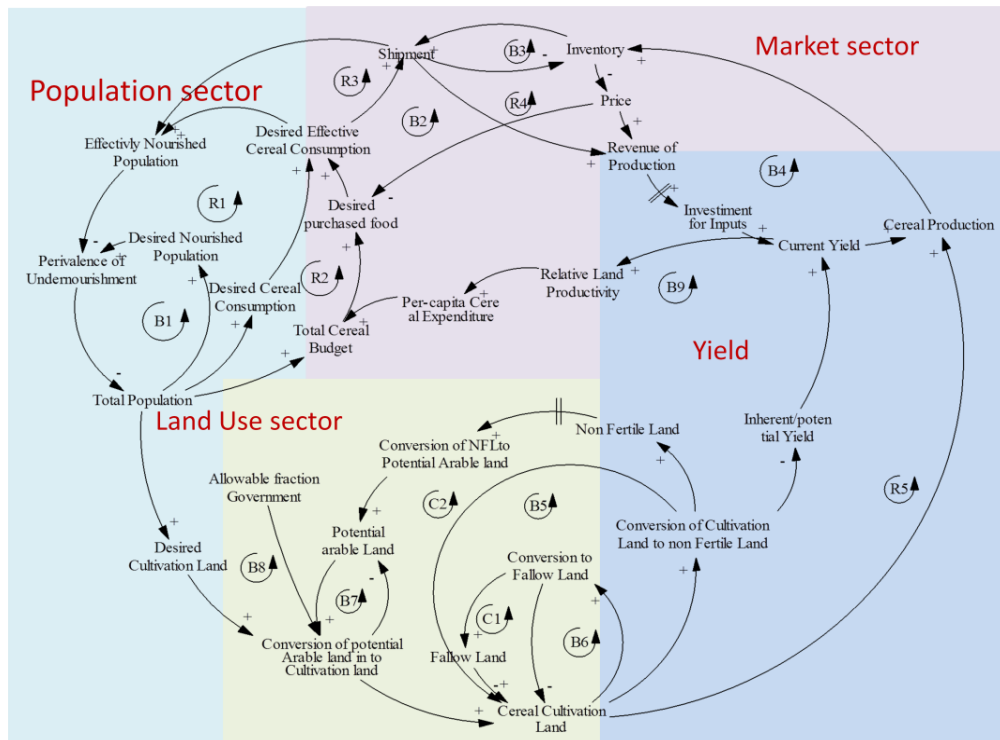 Market sector
Population sector
Shipment
B3
Inventory
R3
R4
Price
B2
Effectivly Nourished
Population
Desired Effective
Cereal Consumption
Revenue of
Production
B4
R1
Desired
purchased food
Investiment
for Inputs
Cereal Production
Desired Nourished
Population
Current Yield
Perivalence of
Undernourishment
R2
Relative Land
Productivity
B9
Desired Cereal
Consumption
Per-capita Cere
al Expenditure
B1
Total Cereal
Budget
Yield
Total Population
Land Use sector
Inherent/poten
tial Yield
Non Fertile Land
Conversion of NFLto
Potential Arable land
Allowable fraction
Government
C2
B5
R5
Potential
arable Land
Conversion of Cultivation
Land to non Fertile Land
Desired
Cultivation Land
B8
Conversion to
Fallow Land
B7
C1
B6
Conversion of potential
Arable land in to
Cultivation land
Fallow Land
Cereal Cultivation
Land